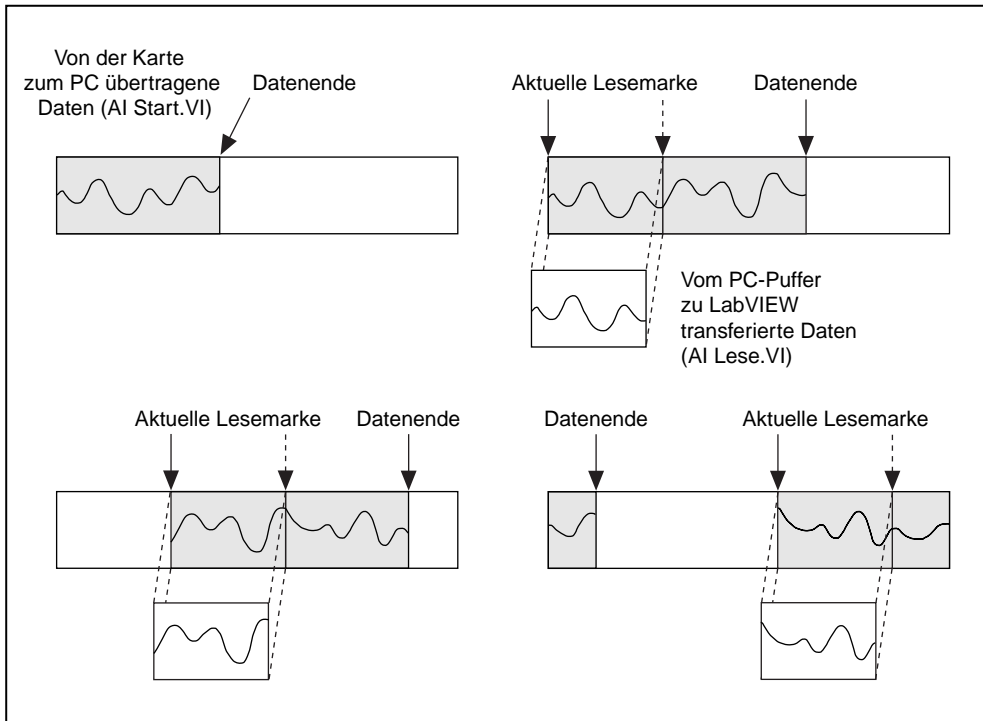 Von der Karte
zum PC übertragene
Daten (AI Start.VI)
Datenende
Aktuelle Lesemarke
Datenende
Vom PC-Puffer
zu LabVIEW
transferierte Daten
(AI Lese.VI)
Aktuelle Lesemarke
Datenende
Datenende
Aktuelle Lesemarke